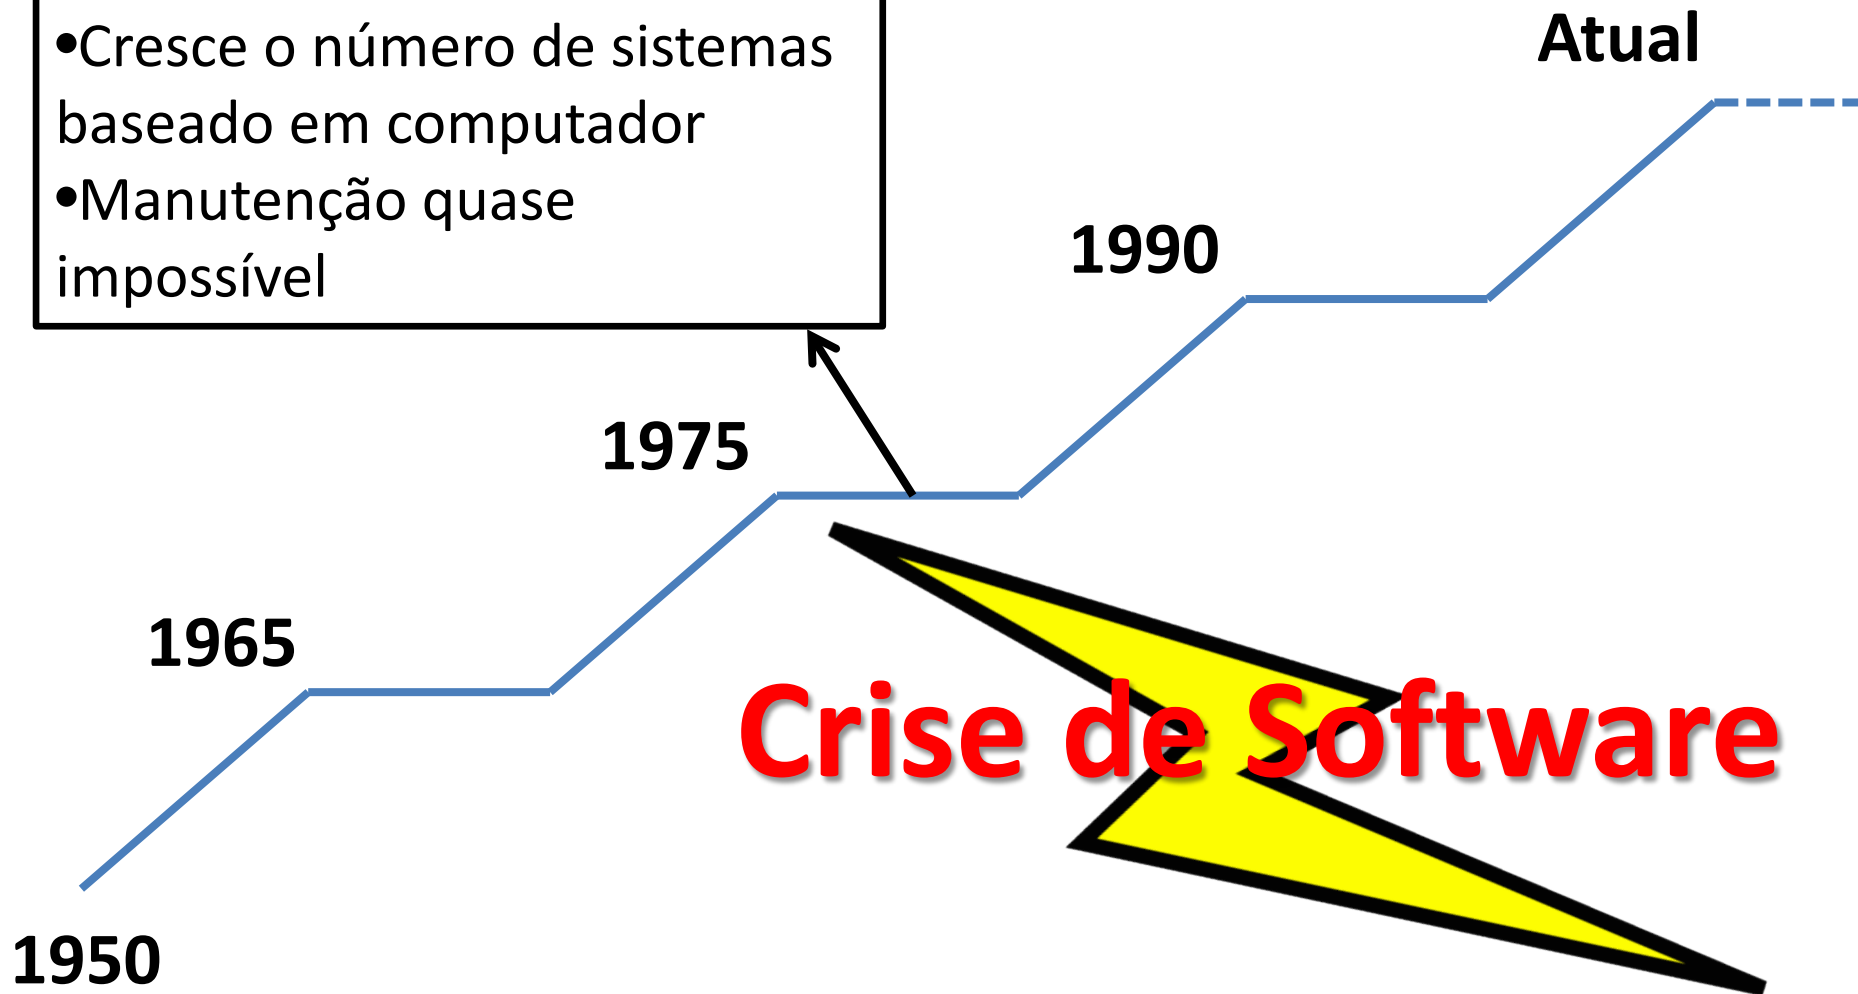 •Cresce o número de sistemas
baseado em computador
•Manutenção quase
impossível
Atual
1990
1975
1965
Crise de Software
1950